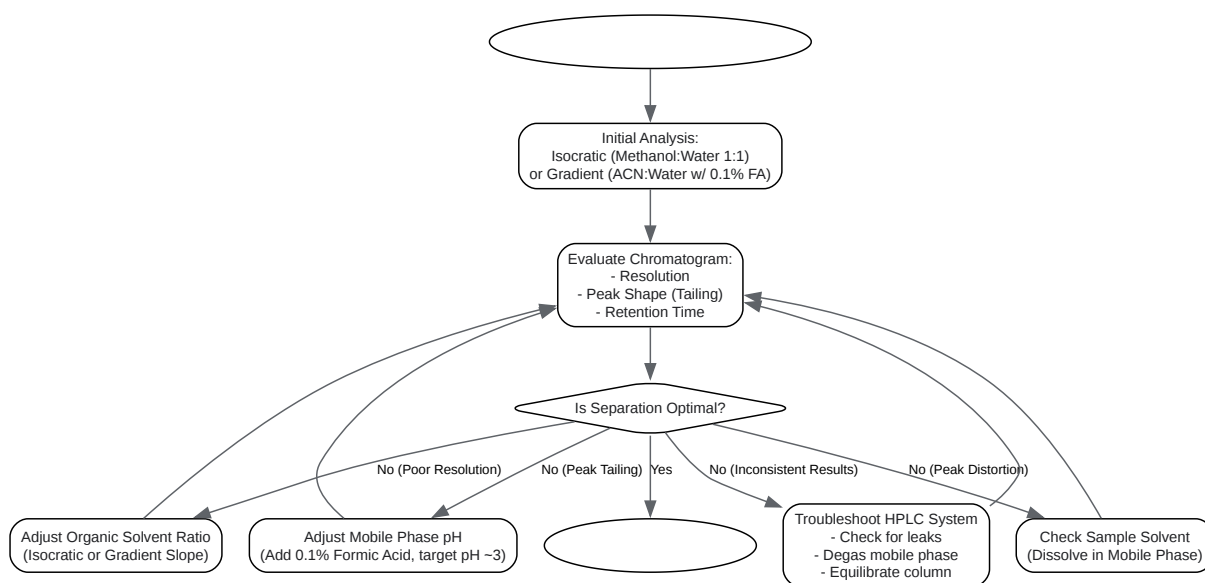 Initial Analysis:
Isocratic (Methanol:Water 1:1)
or Gradient (ACN:Water w/ 0.1% FA)
Evaluate Chromatogram:
- Resolution
- Peak Shape (Tailing)
- Retention Time
Is Separation Optimal?
No (Poor Resolution)
No (Peak Tailing)
Yes
No (Inconsistent Results)
No (Peak Distortion)
Adjust Organic Solvent Ratio
(Isocratic or Gradient Slope)
Adjust Mobile Phase pH
(Add 0.1% Formic Acid, target pH ~3)
Troubleshoot HPLC System
- Check for leaks
- Degas mobile phase
- Equilibrate column
Check Sample Solvent
(Dissolve in Mobile Phase)